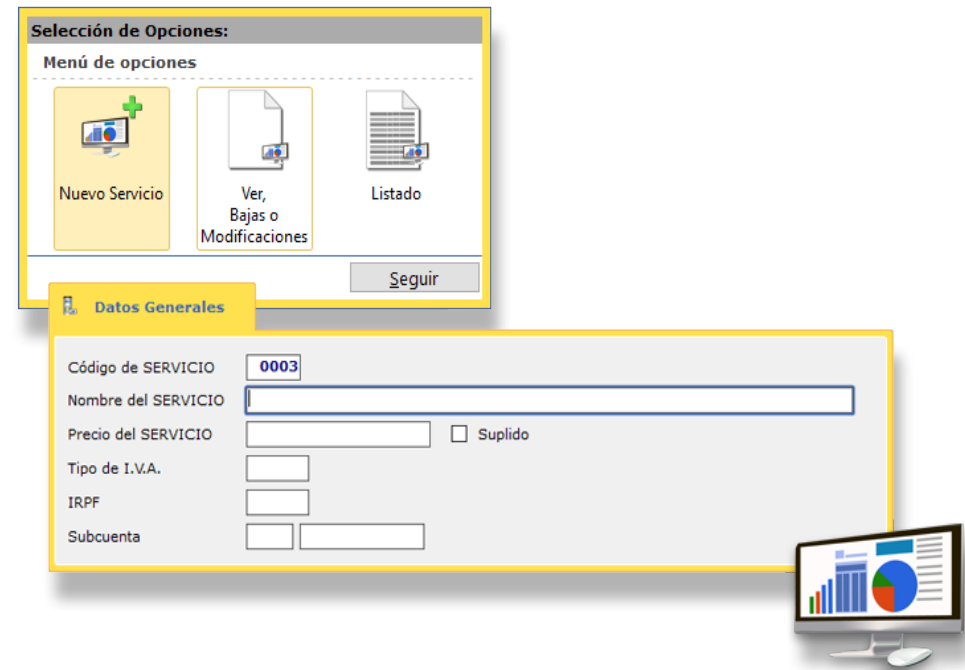 Selección de Opciones:
Menú de opciones
Nuevo Servicio
Ver,
Bajas o
Modificaciones
Listado
Seguir
Datos Generales
Código de SERVICIO 0003
Nombre del SERVICIO
Precio del SERVICIO Suplido
Tipo de I.V.A.
IRPF
Subcuenta